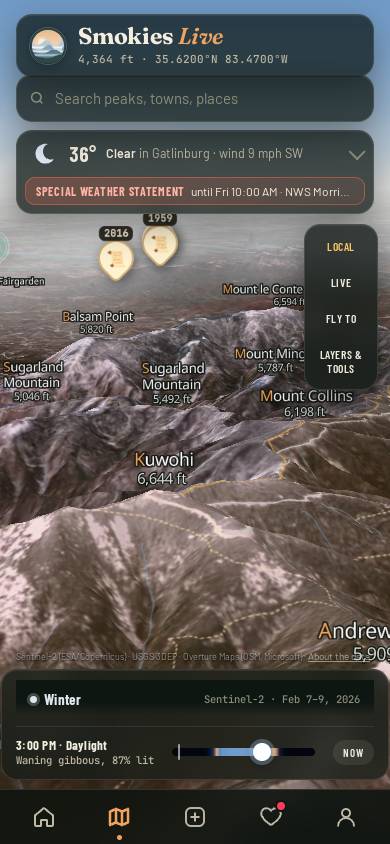 Smokies Live
4,364 ft · 35.6200°N 83.4700°W
Search peaks, towns, places
36° Clear in Gatlinburg · wind 9 mph SW
SPECIAL WEATHER STATEMENT until Fri 10:00 AM · NWS Morri...
1959
2016
LOCAL
LIVE
FLY TO
LAYERS & TOOLS
Fairgarden
Mount le Conte
6,594 ft
Balsam Point
5,820 ft
Mount Ming
5,787 ft
Sugarland
Mountain
5,046 ft
Sugarland
Mountain
5,492 ft
Mount Collins
6,198 ft
Kuwohi
6,644 ft
Andrew
5,909
Sentinel-2 (ESA/Copernicus) · USGS 3DEP · Overture Maps (OSM, Microsoft) · About the
Winter
Sentinel-2 · Feb 7–9, 2026
3:00 PM · Daylight
Waning gibbous, 87% lit
NOW